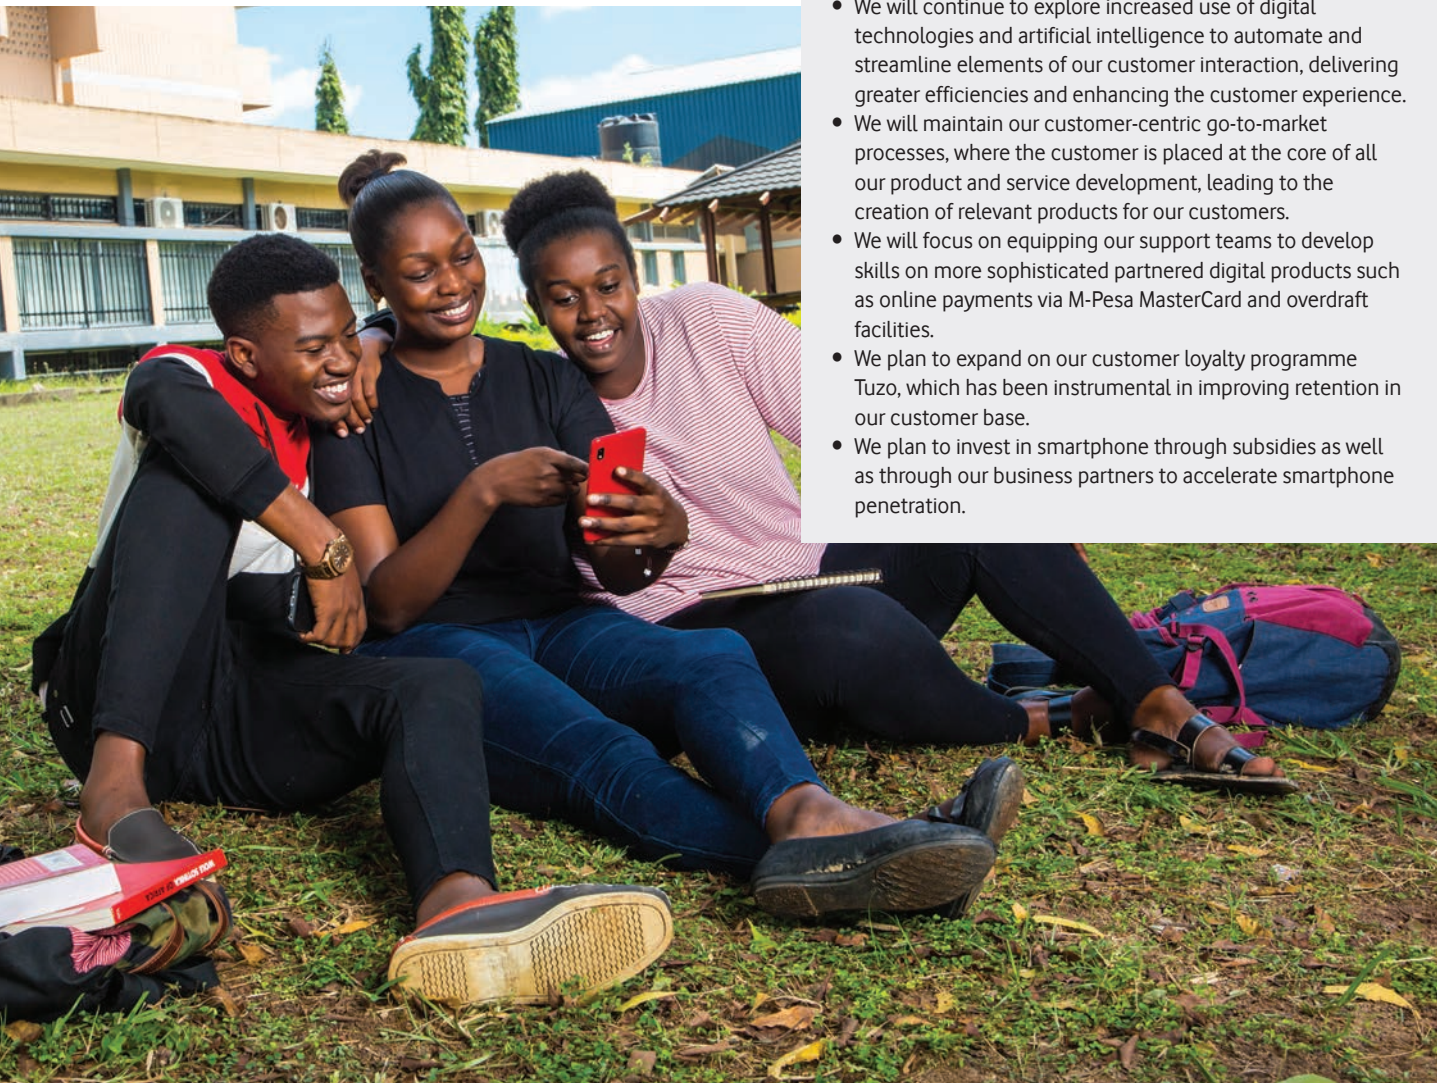 • We will continue to explore increased use of digital
technologies and artificial intelligence to automate and
streamline elements of our customer interaction, delivering
greater efficiencies and enhancing the customer experience.
• We will maintain our customer-centric go-to-market
processes, where the customer is placed at the core of all
our product and service development, leading to the
creation of relevant products for our customers.
• We will focus on equipping our support teams to develop
skills on more sophisticated partnered digital products such
as online payments via M-Pesa MasterCard and overdraft
facilities.
• We plan to expand on our customer loyalty programme
Tuzo, which has been instrumental in improving retention in
our customer base.
• We plan to invest in smartphone through subsidies as well
as through our business partners to accelerate smartphone
penetration.
WOLE SOYINKA OF AFRICA